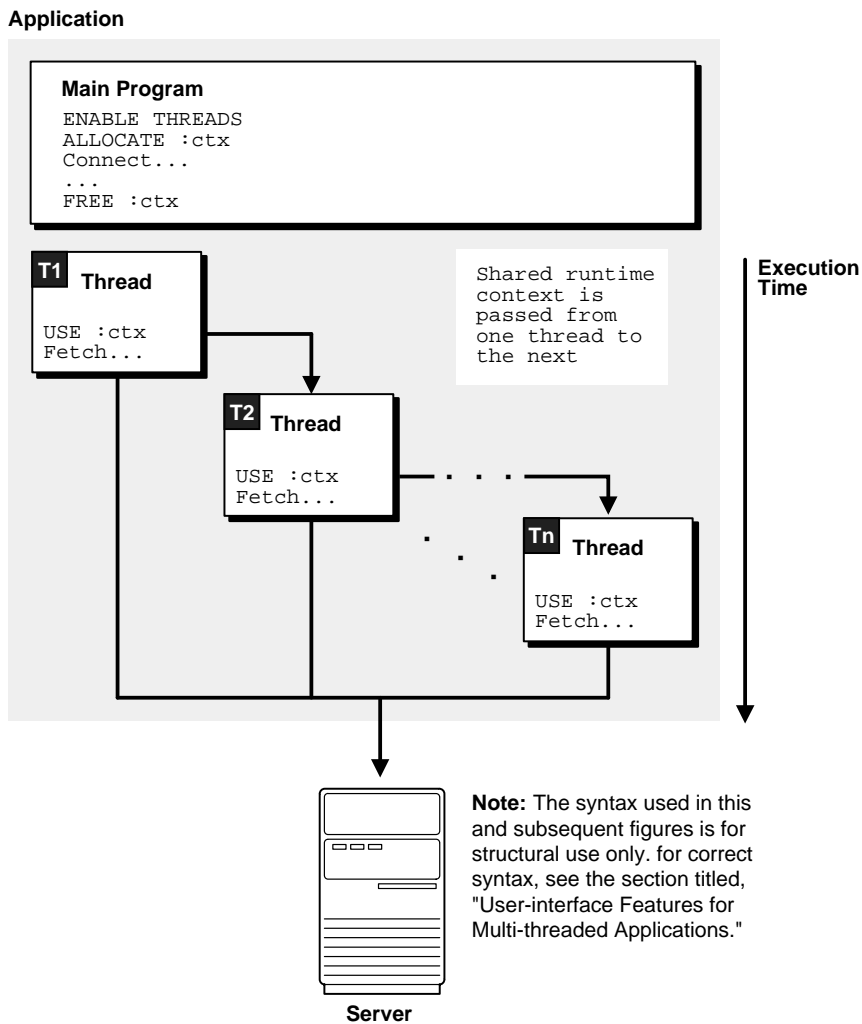 Application
Main Program
ENABLE THREADS
ALLOCATE :ctx
Connect...
...
FREE :ctx
T1
Thread
USE :ctx
Fetch...
Shared runtime
context is
passed from
one thread to
the next
Execution
Time
T2
Thread
USE :ctx
Fetch...
Tn
Thread
USE :ctx
Fetch...
Note: The syntax used in this
and subsequent figures is for
structural use only. for correct
syntax, see the section titled,
"User-interface Features for
Multi-threaded Applications."
Server